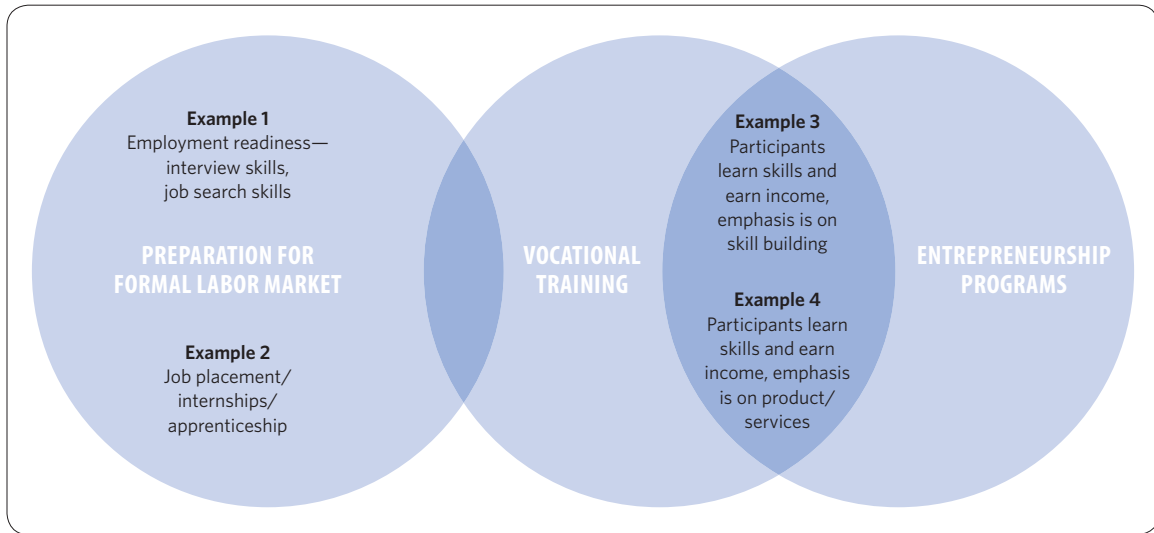 Example 1
Employment readiness—
interview skills,
job search skills
PREPARATION FOR
FORMAL LABOR MARKET
Example 2
Job placement/
internships/
apprenticeship
VOCATIONAL
TRAINING
Example 3
Participants
learn skills and
earn income,
emphasis is on
skill building
Example 4
Participants learn
skills and earn
income, emphasis
is on product/
services
ENTREPRENEURSHIP
PROGRAMS